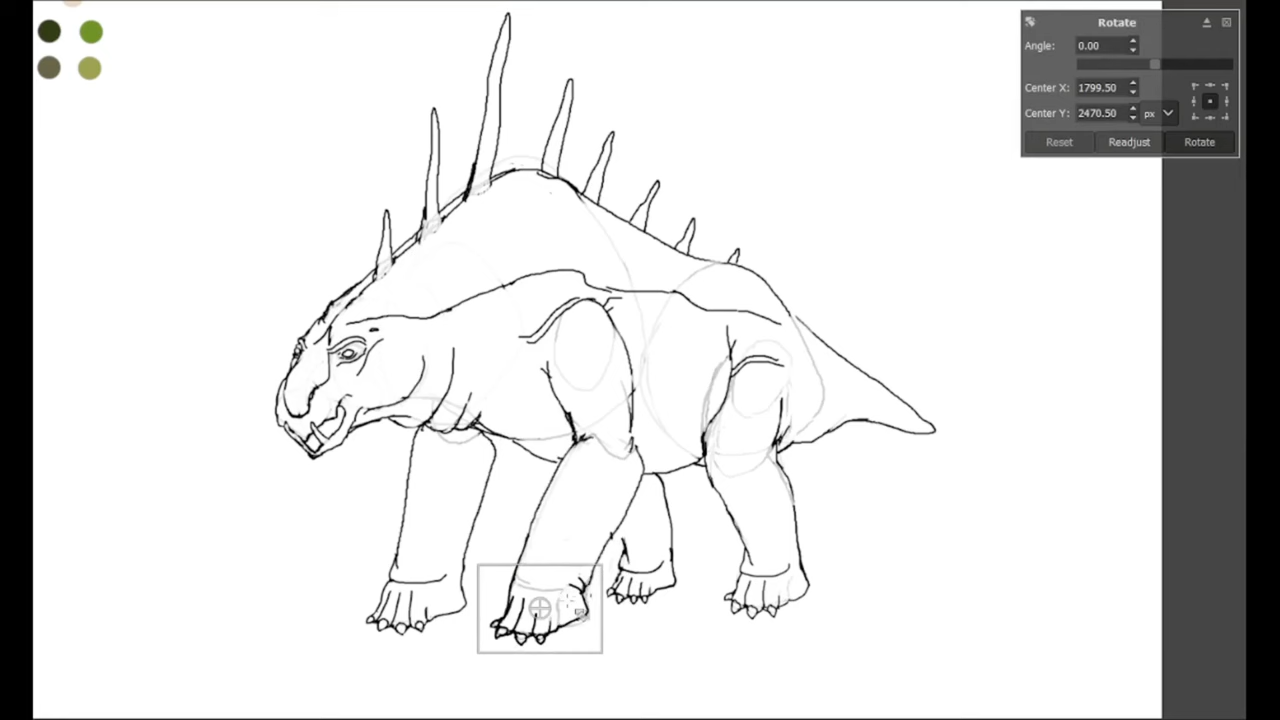 Rotate
Angle: 0.00
Center X: 1799.50
Center Y: 2470.50 px
Reset Readjust Rotate